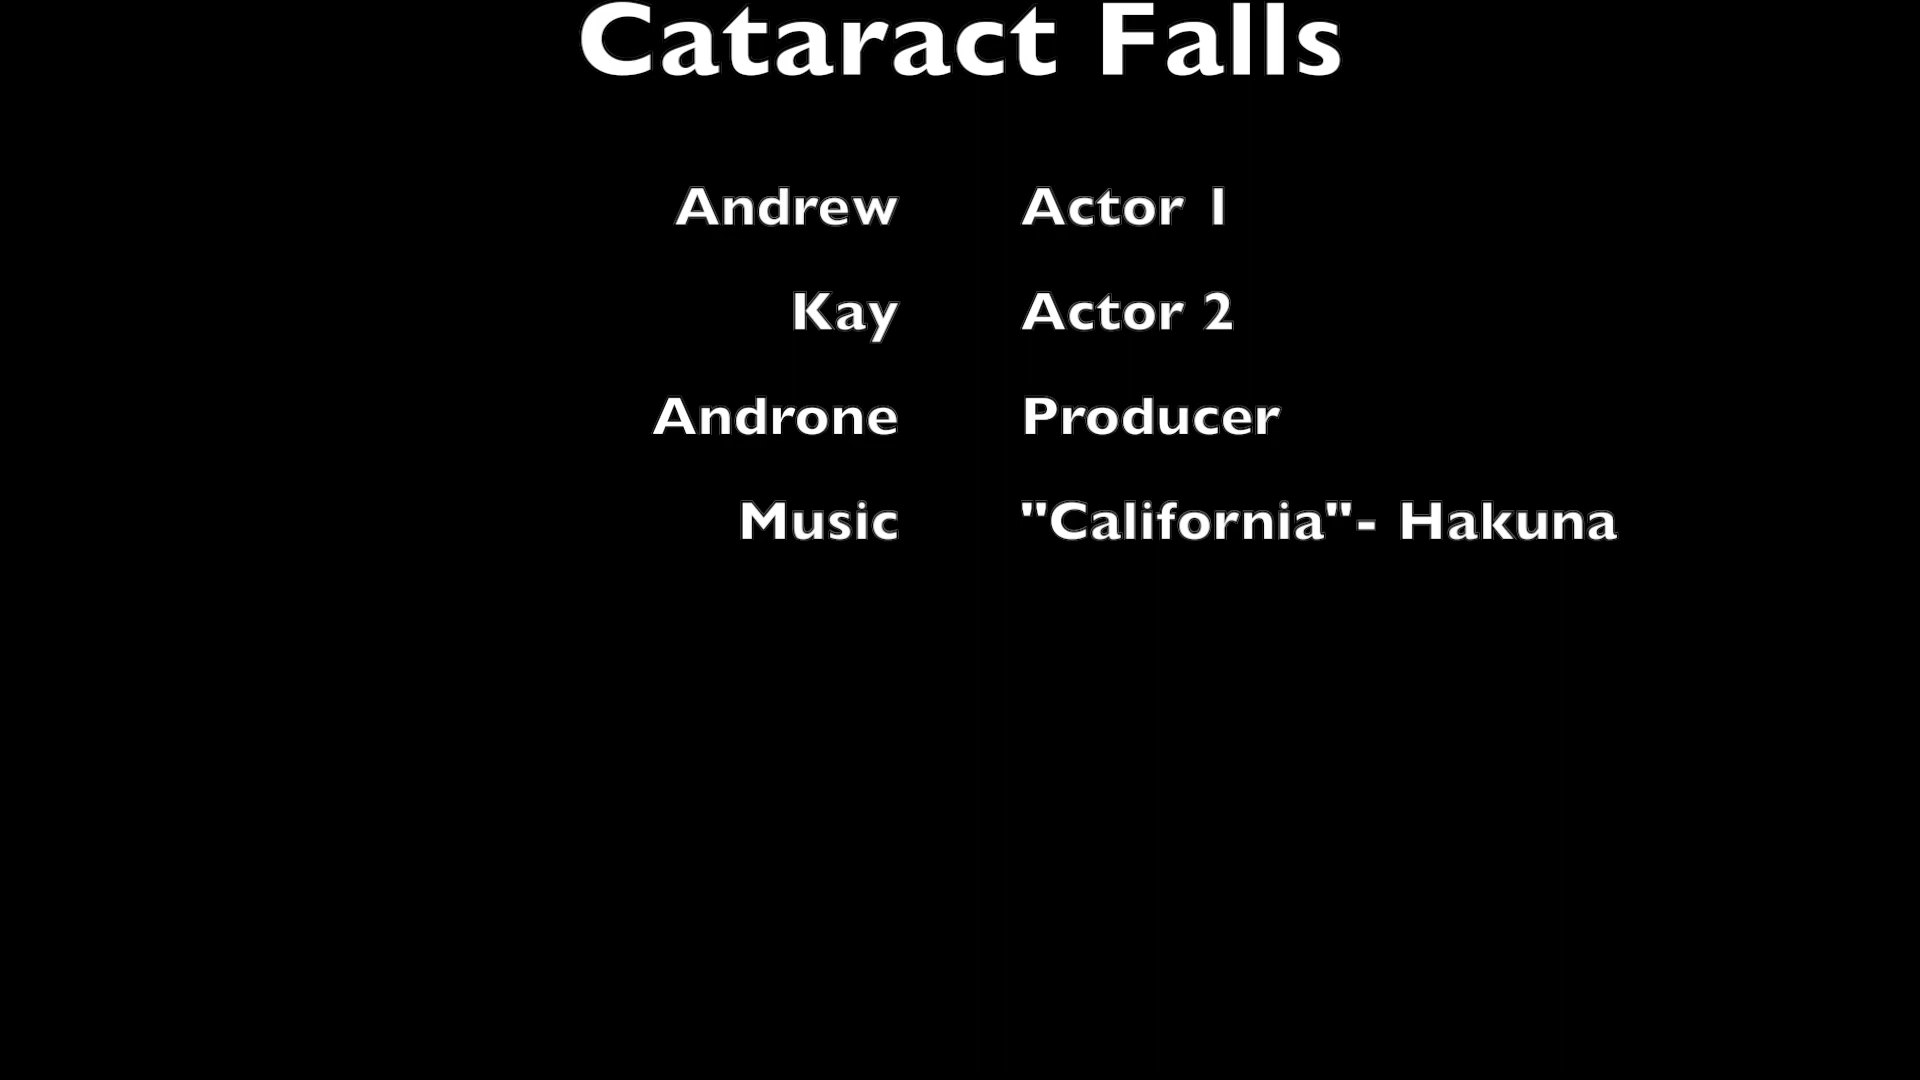 Cataract Falls
Andrew Actor 1
Kay Actor 2
Androne Producer
Music "California"- Hakuna